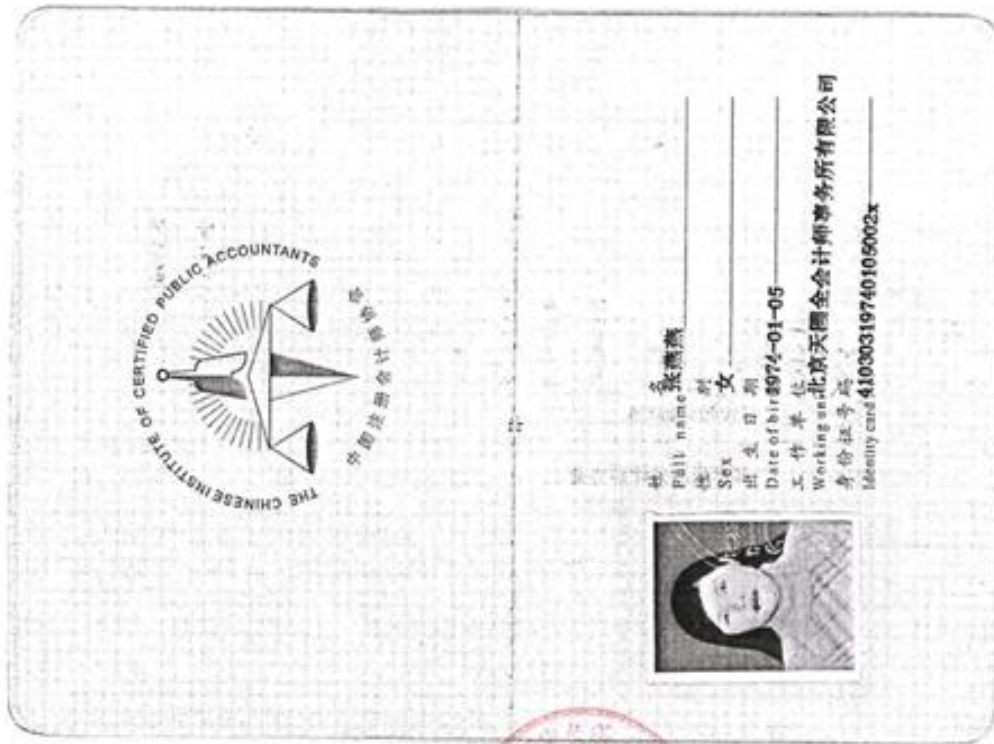 THE CHINESE INSTITUTE OF CERTIFIED PUBLIC ACCOUNTANTS
中国注册会计师协会
姓 名
Full name 张燕燕
性 别
Sex 女
出 生 日 期
Date of birth 1974-01-05
工 作 单 位
Working unit 北京天圆全会计师事务所有限公司
身份证号码
Identity card 41030319740105002x